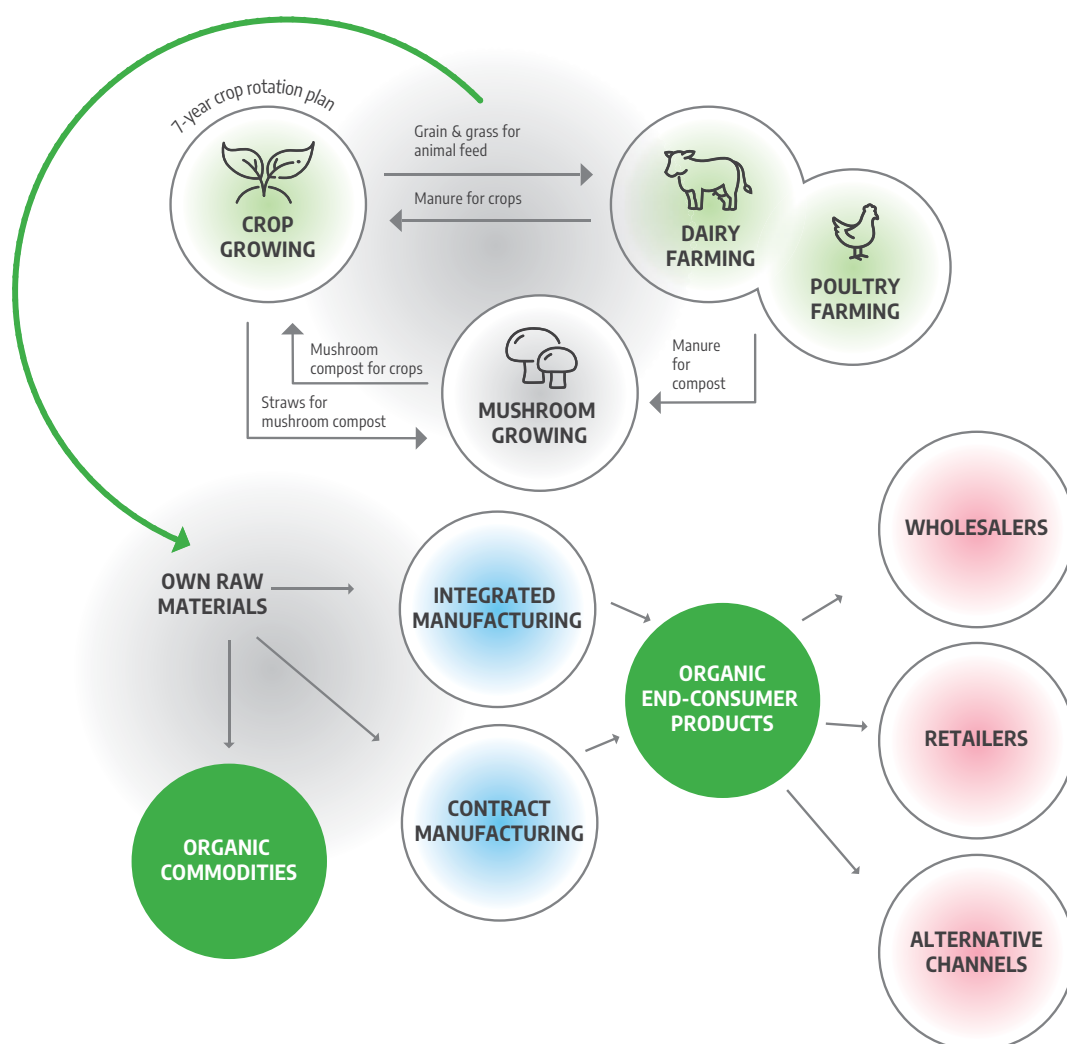 7-year crop rotation plan
CROP
GROWING
Grain & grass for
animal feed
Manure for crops
DAIRY
FARMING
POULTRY
FARMING
Mushroom
compost for crops
Straws for
mushroom compost
MUSHROOM
GROWING
Manure
for
compost
OWN RAW
MATERIALS
INTEGRATED
MANUFACTURING
CONTRACT
MANUFACTURING
ORGANIC
COMMODITIES
ORGANIC
END-CONSUMER
PRODUCTS
WHOLESALERS
RETAILERS
ALTERNATIVE
CHANNELS